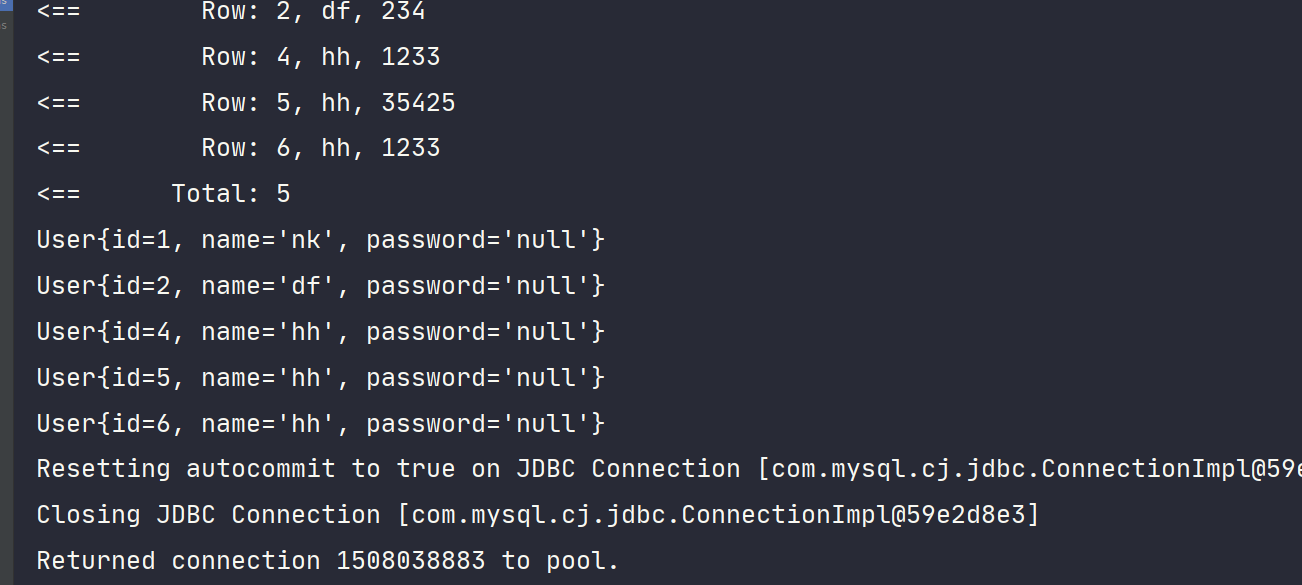 <==        Row: 2, df, 234
<==        Row: 4, hh, 1233
<==        Row: 5, hh, 35425
<==        Row: 6, hh, 1233
<==      Total: 5
User{id=1, name='nk', password='null'}
User{id=2, name='df', password='null'}
User{id=4, name='hh', password='null'}
User{id=5, name='hh', password='null'}
User{id=6, name='hh', password='null'}
Resetting autocommit to true on JDBC Connection [com.mysql.cj.jdbc.ConnectionImpl@59e
Closing JDBC Connection [com.mysql.cj.jdbc.ConnectionImpl@59e2d8e3]
Returned connection 1508038883 to pool.